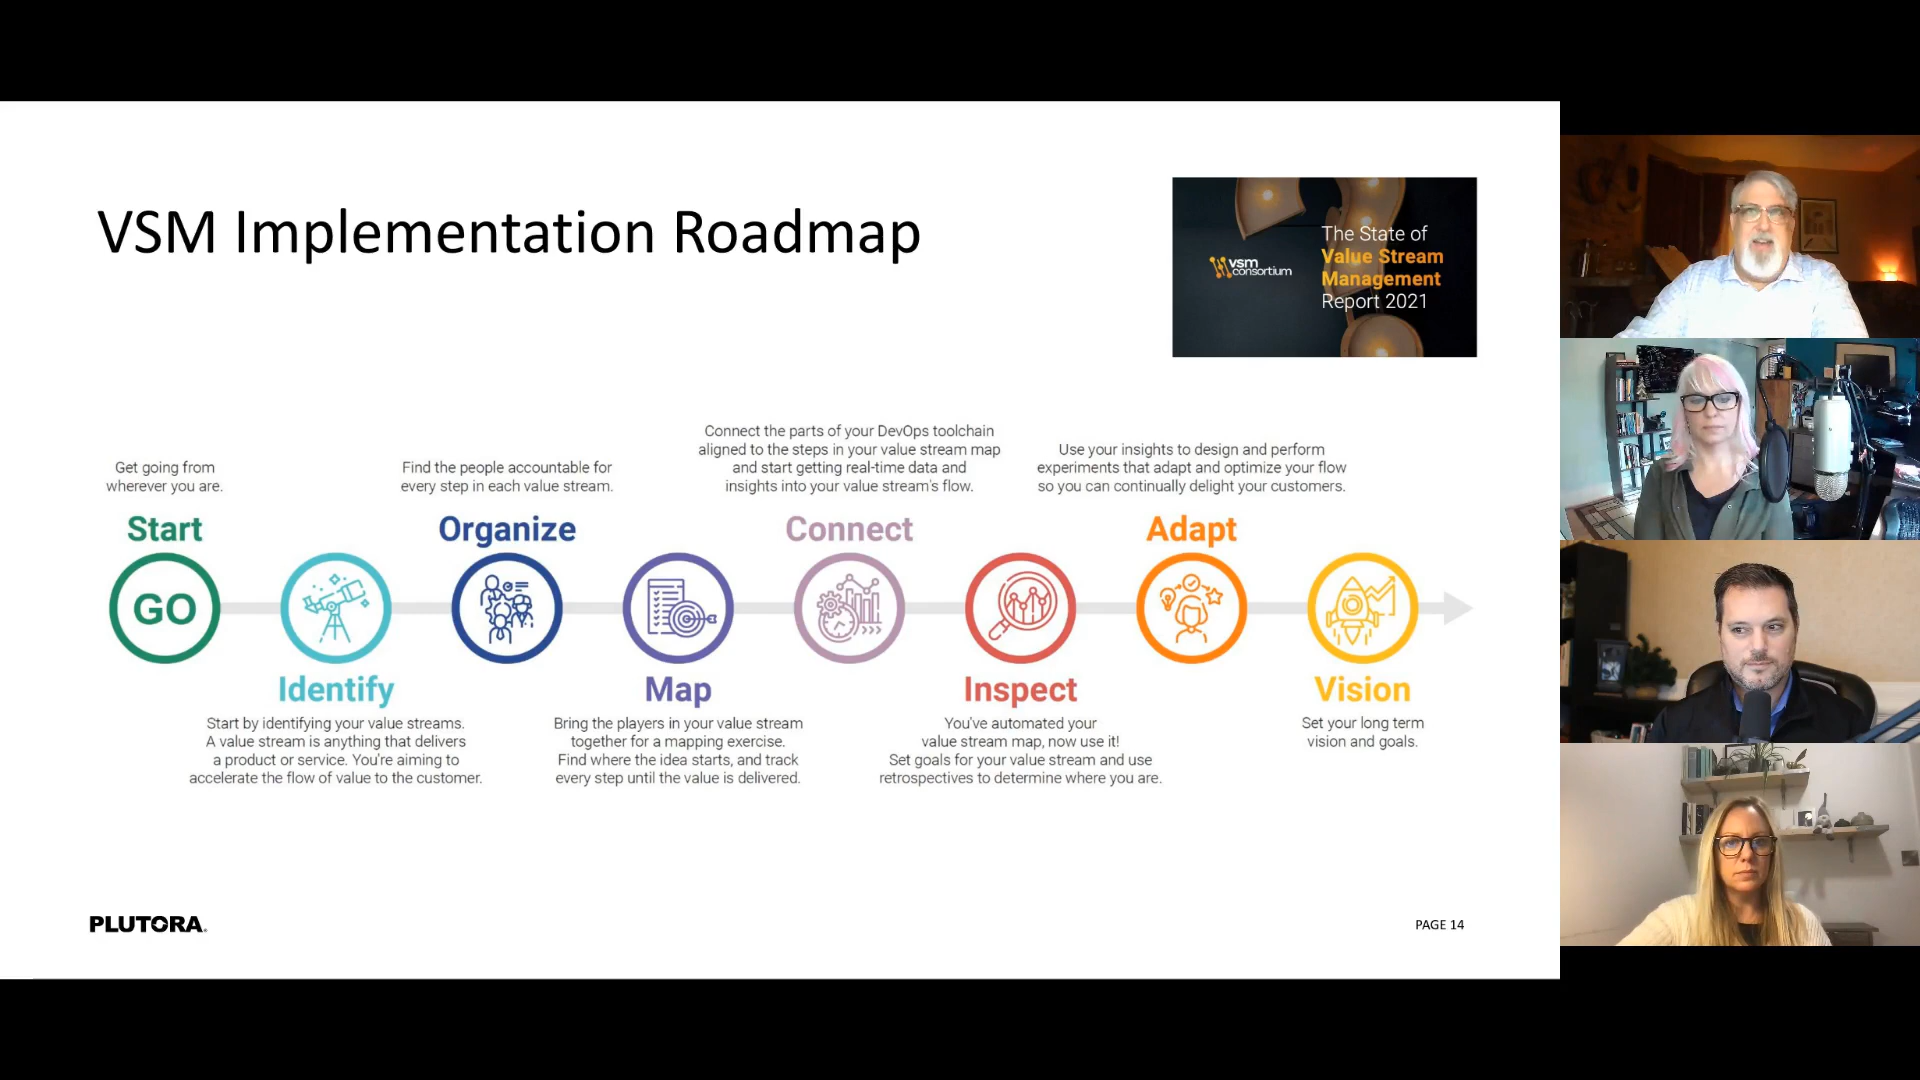 VSM Implementation Roadmap
vsm
consortium
The State of
Value Stream
Management
Report 2021
Get going from
wherever you are.
Start
GO
Identify
Start by identifying your value streams.
A value stream is anything that delivers
a product or service. You're aiming to
accelerate the flow of value to the customer.
Find the people accountable for
every step in each value stream.
Organize
Map
Bring the players in your value stream
together for a mapping exercise.
Find where the idea starts, and track
every step until the value is delivered.
Connect the parts of your DevOps toolchain
aligned to the steps in your value stream map
and start getting real-time data and
insights into your value stream's flow.
Connect
Inspect
You've automated your
value stream map, now use it!
Set goals for your value stream and use
retrospectives to determine where you are.
Use your insights to design and perform
experiments that adapt and optimize your flow
so you can continually delight your customers.
Adapt
Vision
Set your long term
vision and goals.
PLUTORA
PAGE 14